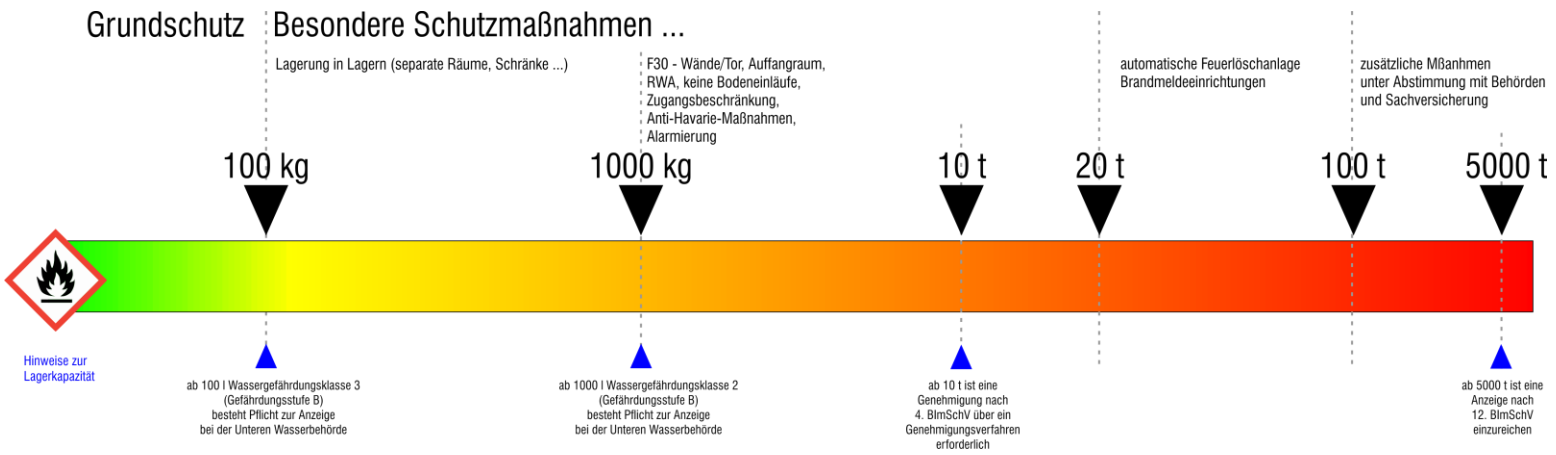 Grundschutz
Besondere Schutzmaßnahmen ...
Lagerung in Lagern (separate Räume, Schränke ...)
F30 - Wände/Tor, Auffangraum,
RWA, keine Bodeneinläufe,
Zugangsbeschränkung,
Anti-Havarie-Maßnahmen,
Alarmierung
automatische Feuerlöschanlage
Brandmeldeeinrichtungen
zusätzliche Mßanhmen
unter Abstimmung mit Behörden
und Sachversicherung
100 kg
1000 kg
10 t
20 t
100 t
5000 t
Hinweise zur
Lagerkapazität
ab 100 l Wassergefährdungsklasse 3
(Gefährdungsstufe B)
besteht Pflicht zur Anzeige
bei der Unteren Wasserbehörde
ab 1000 l Wassergefährdungsklasse 2
(Gefährdungsstufe B)
besteht Pflicht zur Anzeige
bei der Unteren Wasserbehörde
ab 10 t ist eine
Genehmigung nach
4. BImSchV über ein
Genehmigungsverfahren
erforderlich
ab 5000 t ist eine
Anzeige nach
12. BImSchV
einzureichen